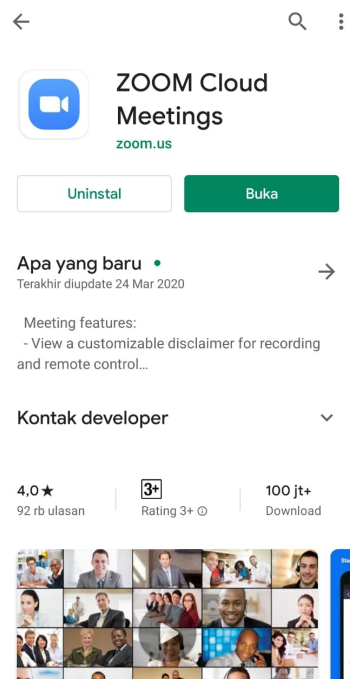 ZOOM Cloud
Meetings
zoom.us
Uninstal
Buka
Apa yang baru •
Terakhir diupdate 24 Mar 2020
Meeting features:
- View a customizable disclaimer for recording
and remote control...
Kontak developer
4,0★ 3+ 100 jt+
92 rb ulasan Rating 3+ Download